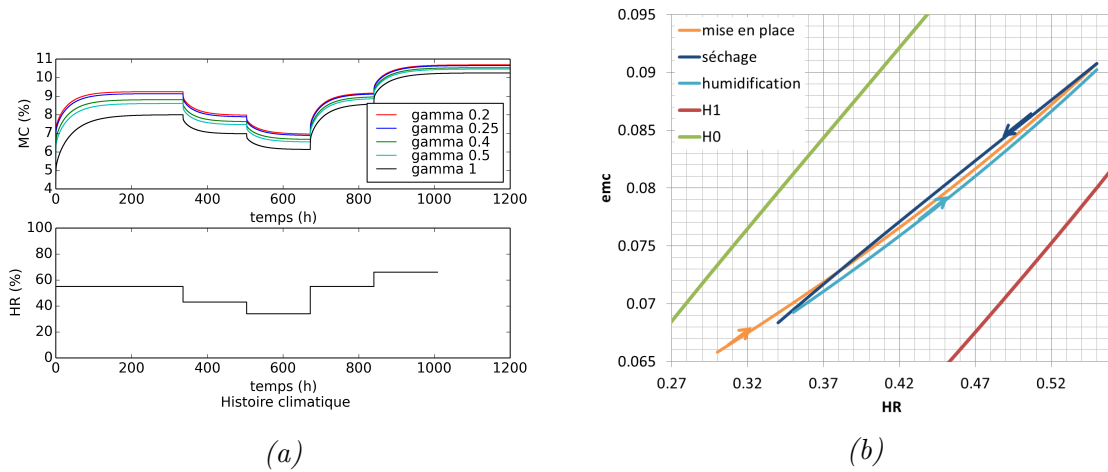 11
10
9
8
7
6
5
4
MC (%)
gamma 0.2
gamma 0.25
gamma 0.4
gamma 0.5
gamma 1
0 200 400 600 800 1000 1200
temps (h)
100
80
60
40
20
0
HR (%)
0 200 400 600 800 1000 1200
temps (h)
Histoire climatique
(a)
0.095
0.09
0.085
0.08
0.075
0.07
0.065
emc
mise en place
séchage
humidification
H1
H0
0.27 0.32 0.37 0.42 0.47 0.52
HR
(b)